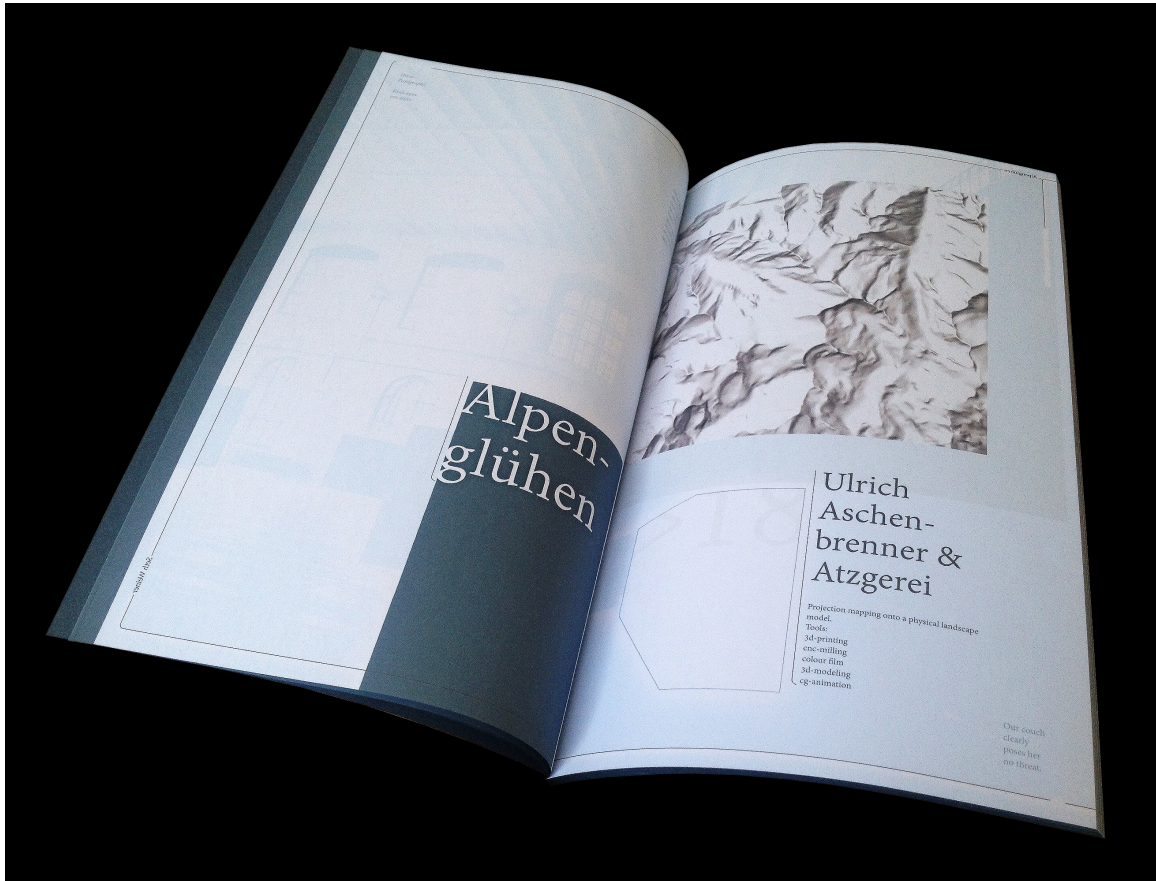 Alpen-
glühen
Ulrich
Aschen-
brenner &
Atzgerei
Projection mapping onto a physical landscape
model.
Tools:
3d-printing
cnc-milling
colour film
3d-modeling
cg-animation
Our couch
clearly
poses her
no threat.